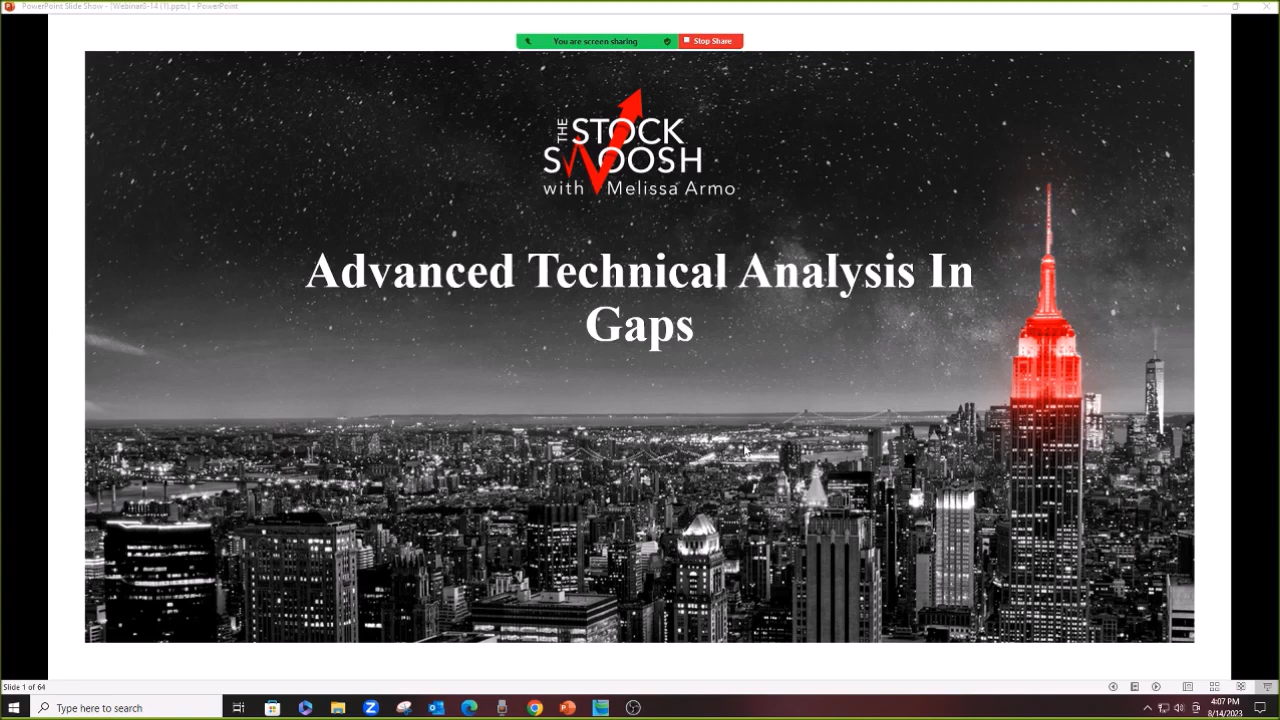 PowerPoint Slide Show - [Webinar8-14 (1).pptx] - PowerPoint
You are screen sharing
Stop Share
THE STOCK
SWOOSH
with Melissa Armo
Advanced Technical Analysis In
Gaps
Slide 1 of 64
Type here to search
4:07 PM
8/14/2023